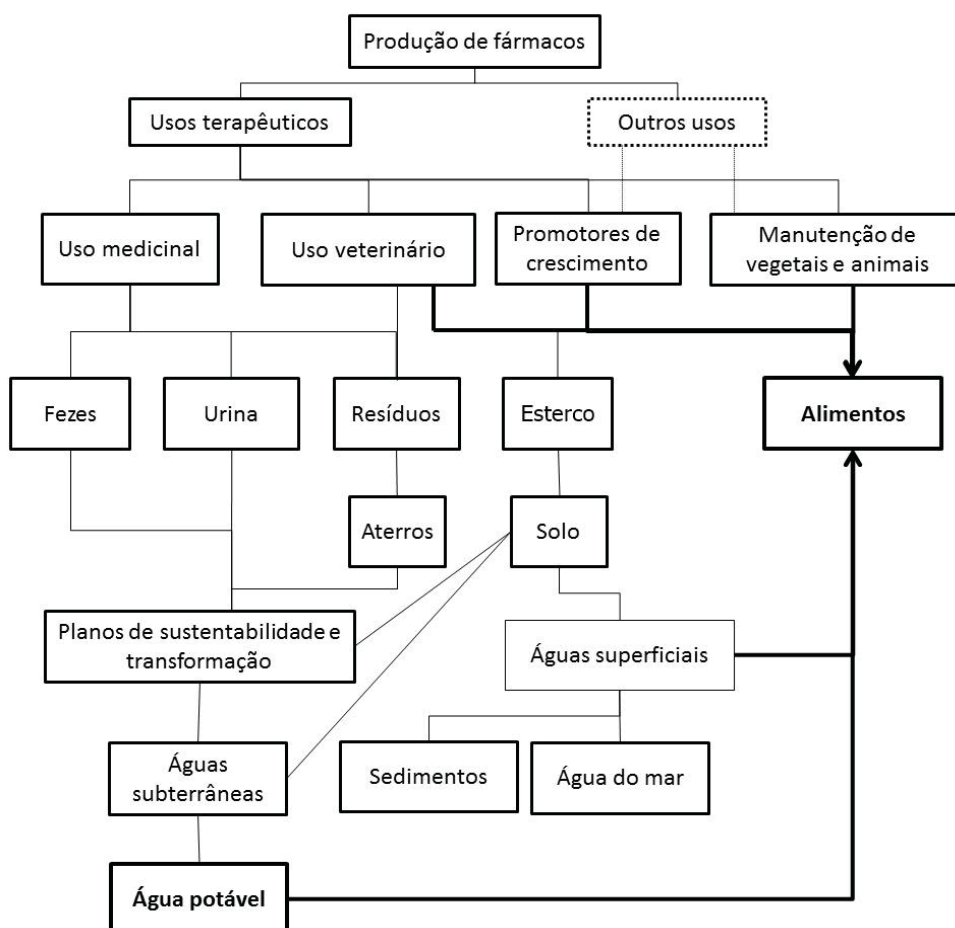 Produção de fármacos
Usos terapêuticos
Outros usos
Uso medicinal
Uso veterinário
Promotores de
crescimento
Manutenção de
vegetais e animais
Fezes
Urina
Resíduos
Esterco
Alimentos
Aterros
Solo
Planos de sustentabilidade e
transformação
Águas superficiais
Águas
subterrâneas
Sedimentos
Água do mar
Água potável